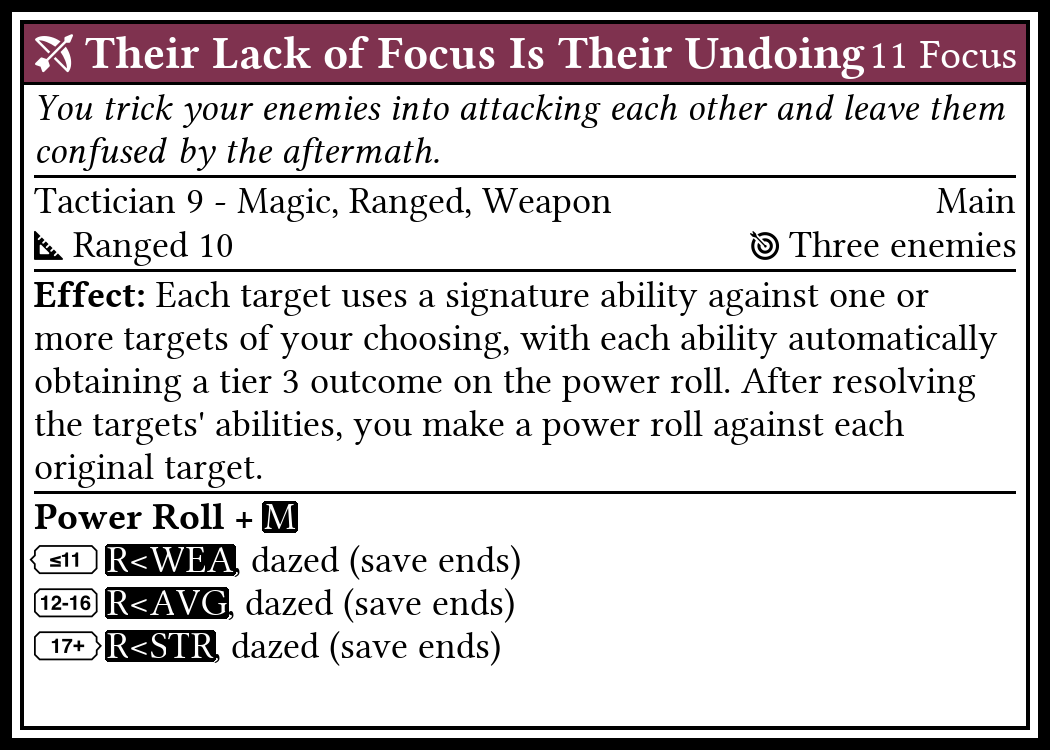 Their Lack of Focus Is Their Undoing 11 Focus
You trick your enemies into attacking each other and leave them
confused by the aftermath.
Tactician 9 - Magic, Ranged, Weapon Main
Ranged 10 Three enemies
Effect: Each target uses a signature ability against one or
more targets of your choosing, with each ability automatically
obtaining a tier 3 outcome on the power roll. After resolving
the targets' abilities, you make a power roll against each
original target.
Power Roll + M
≤11 R<WEA, dazed (save ends)
12-16 R<AVG, dazed (save ends)
17+ R<STR, dazed (save ends)